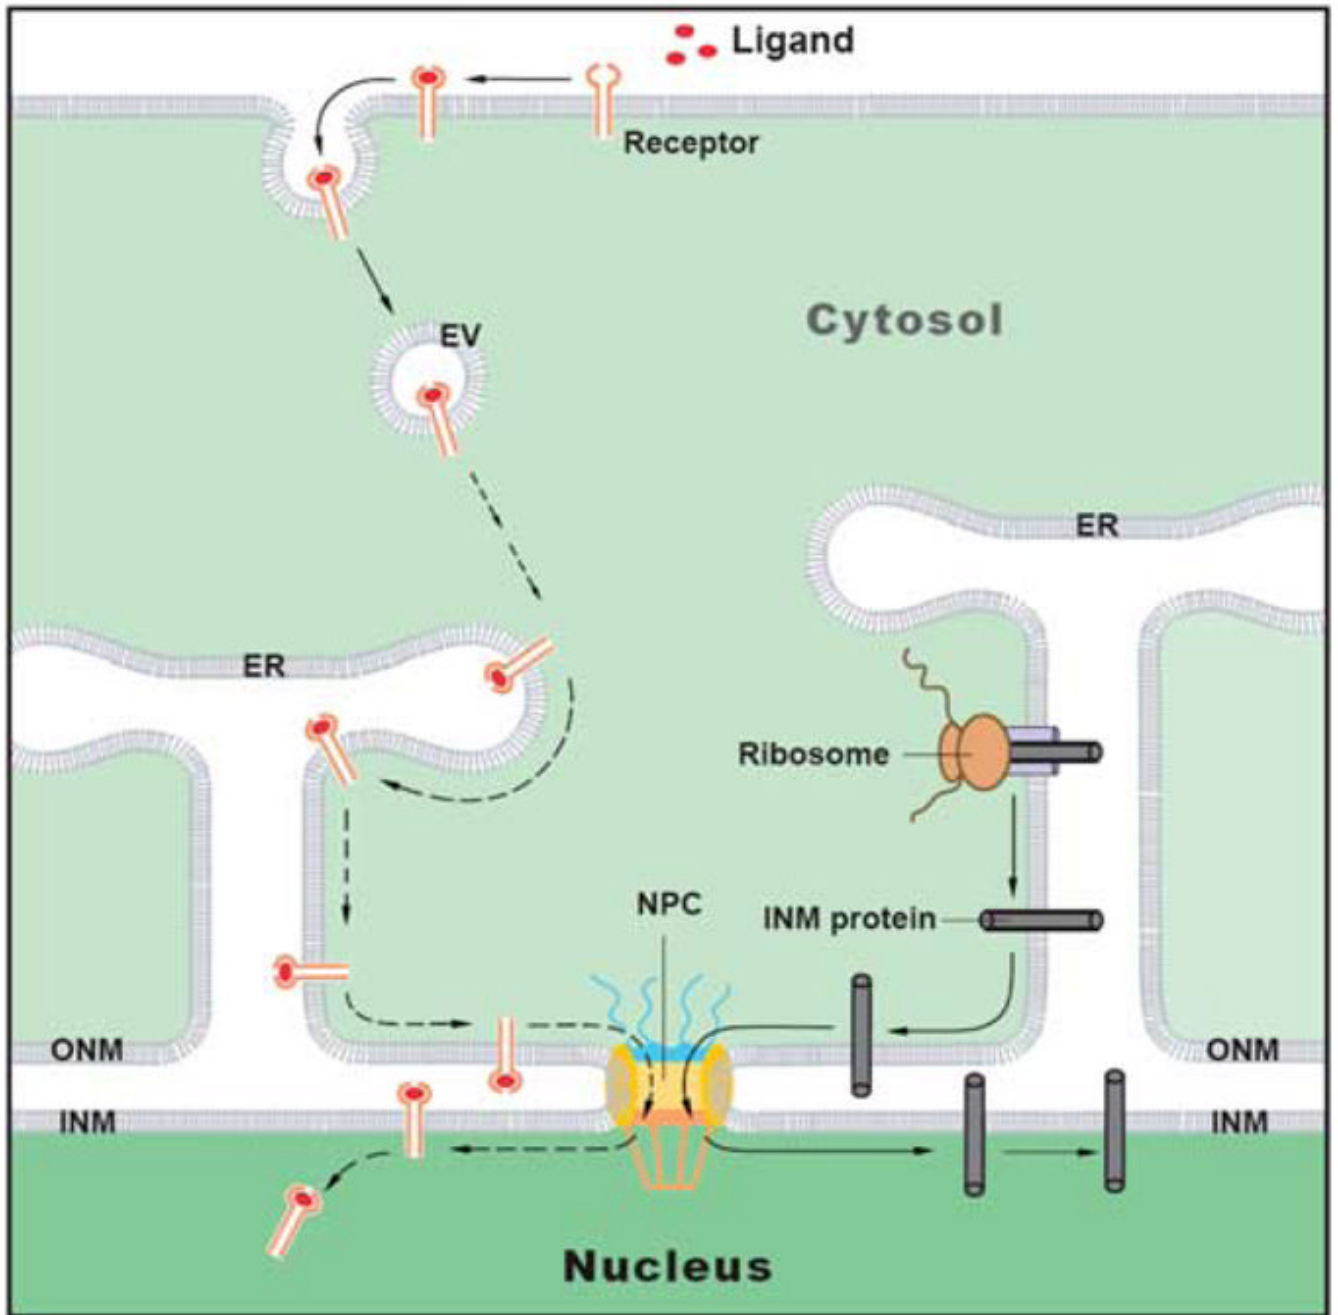 Ligand
Receptor
EV
Cytosol
ER
ER
Ribosome
NPC
INM protein
ONM
ONM
INM
INM
Nucleus